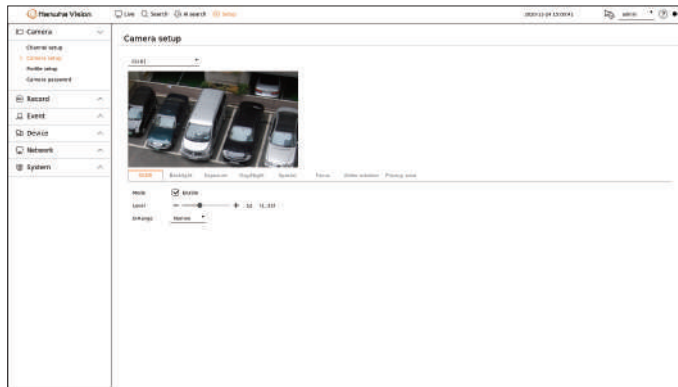 Hanwha Vision
Live Search AI search Setup
admin
Camera
Channel setup
Camera setup
Profile setup
Camera password
Record
Event
Device
Network
System
Camera setup
SSDR Backlight Exposure Day/Night Special Focus Video rotation Privacy area
Mode Enable
Level
D-Range Narrow